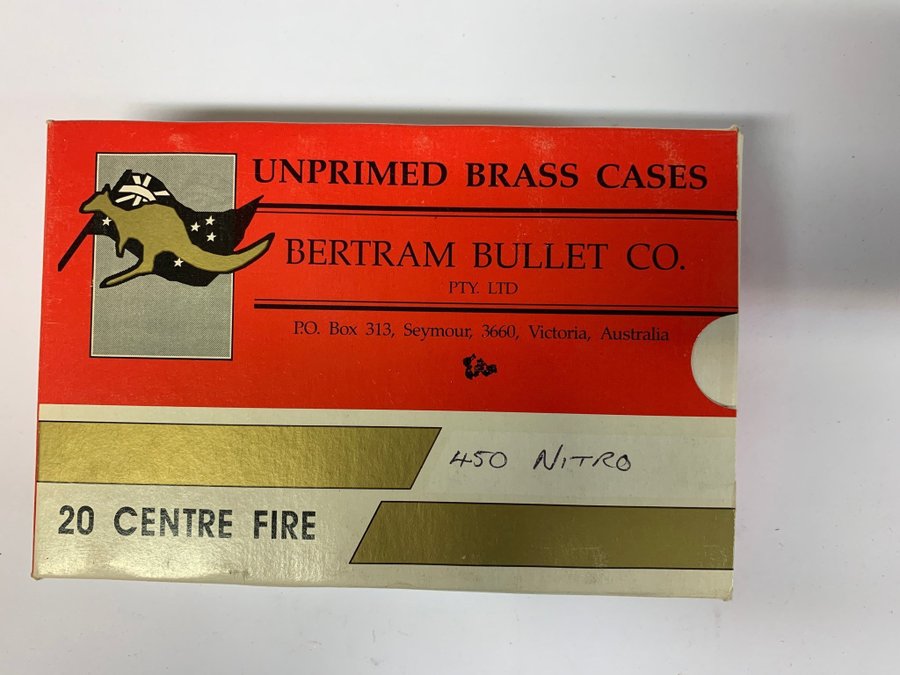 UNPRIMED BRASS CASES
BERTRAM BULLET CO.
PTY. LTD
P.O. Box 313, Seymour, 3660, Victoria, Australia
450 NITRO
20 CENTRE FIRE